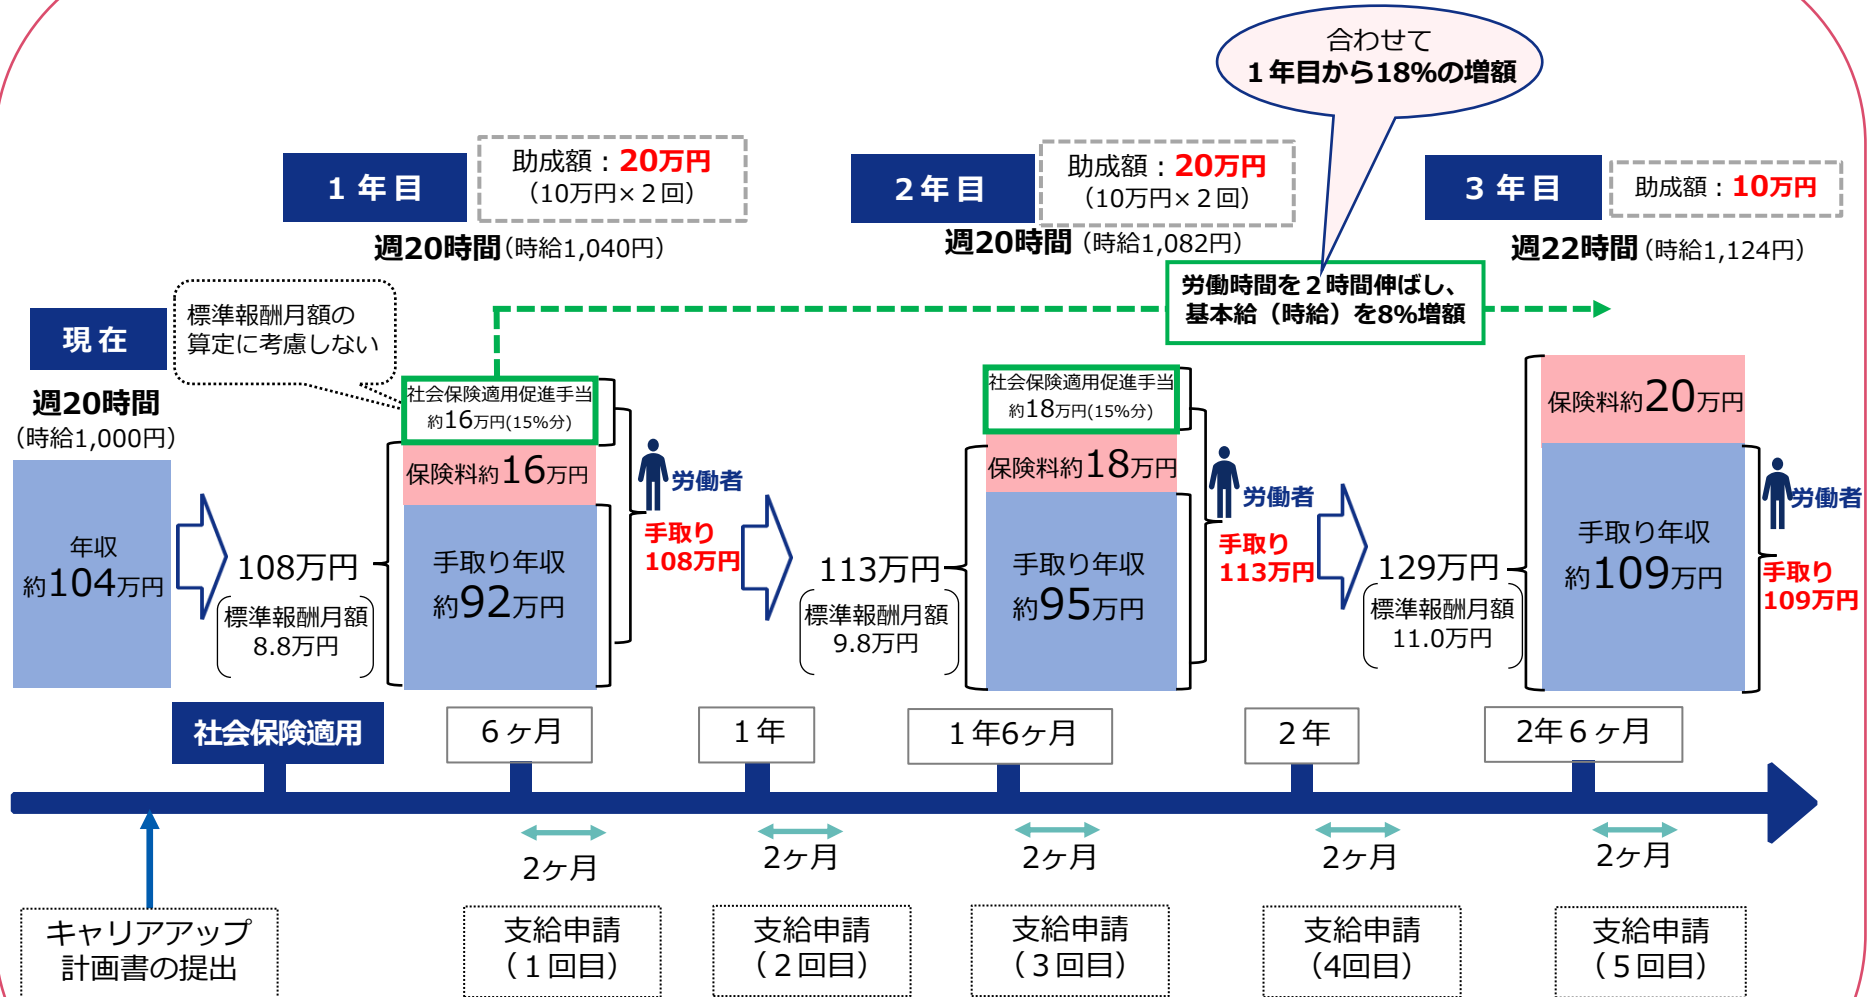 合わせて
１年目から18%の増額
１年目
助成額：20万円
（10万円×２回）
週20時間（時給1,040円）
２年目
助成額：20万円
（10万円×２回）
週20時間（時給1,082円）
３年目
助成額：10万円
週22時間（時給1,124円）
労働時間を２時間伸ばし、
基本給（時給）を8%増額
現在
週20時間
（時給1,000円）
標準報酬月額の
算定に考慮しない
年収
約104万円
108万円
標準報酬月額
8.8万円
社会保険適用促進手当
約16万円(15%分)
保険料約16万円
手取り年収
約92万円
労働者
手取り
108万円
113万円
標準報酬月額
9.8万円
社会保険適用促進手当
約18万円(15%分)
保険料約18万円
手取り年収
約95万円
労働者
手取り
113万円
129万円
標準報酬月額
11.0万円
保険料約20万円
手取り年収
約109万円
労働者
手取り
109万円
社会保険適用
６ヶ月
１年
１年6ヶ月
２年
2年６ヶ月
2ヶ月
2ヶ月
2ヶ月
2ヶ月
2ヶ月
キャリアアップ
計画書の提出
支給申請
（１回目）
支給申請
（２回目）
支給申請
（３回目）
支給申請
（4回目）
支給申請
（５回目）